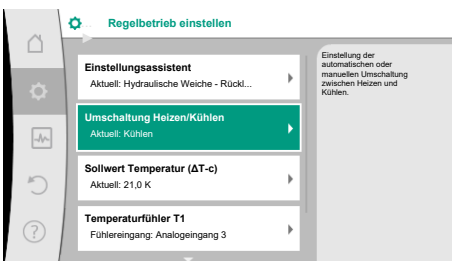 Regelbetrieb einstellen
Einstellungsassistent
Aktuell: Hydraulische Weiche - Rückl...
Umschaltung Heizen/Kühlen
Aktuell: Kühlen
Sollwert Temperatur (ΔT-c)
Aktuell: 21,0 K
Temperaturfühler T1
Fühlereingang: Analogeingang 3
Einstellung der
automatischen oder
manuellen Umschaltung
zwischen Heizen und
Kühlen.